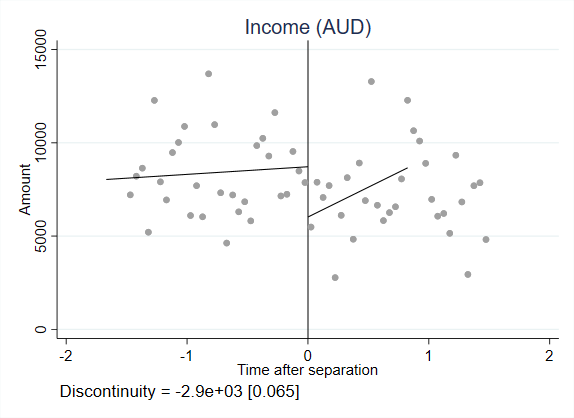 Income (AUD)
15000
10000
5000
0
Amount
-2
-1
0
1
2
Time after separation
Discontinuity = -2.9e+03 [0.065]